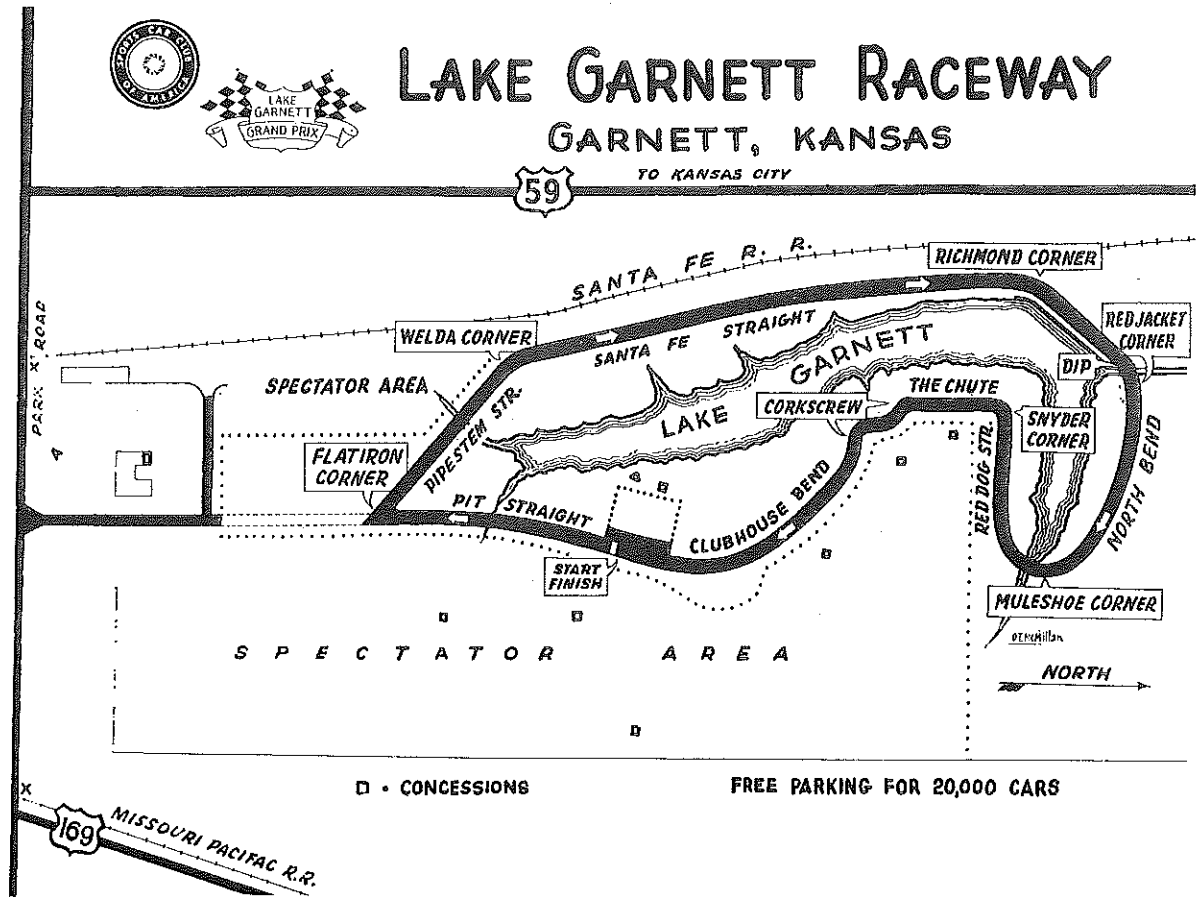 SPORTS CAR CLUB
OF AMERICA
LAKE
GARNETT
GRAND PRIX
LAKE GARNETT RACEWAY
GARNETT, KANSAS
TO KANSAS CITY
59
SANTA FE R. R.
RICHMOND CORNER
WELDA CORNER
SANTA FE STRAIGHT
RED JACKET
CORNER
DIP
PARK ROAD
SPECTATOR AREA
PIPESTEM STR.
LAKE GARNETT
THE CHUTE
CORKSCREW
SNYDER
CORNER
FLATIRON
CORNER
RED DOG STR.
NORTH BEND
PIT STRAIGHT
CLUBHOUSE BEND
START
FINISH
MULESHOE CORNER
SPECTATOR AREA
NORTH
X
- CONCESSIONS
FREE PARKING FOR 20,000 CARS
169
MISSOURI PACIFAC R.R.